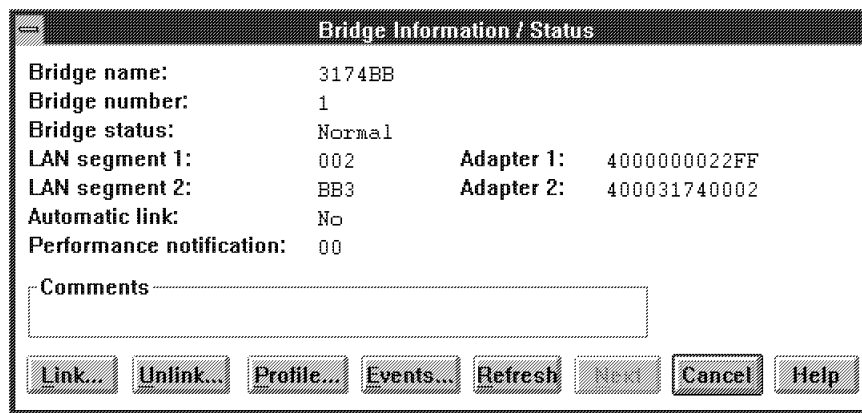 Bridge Information / Status
Bridge name: 3174BB
Bridge number: 1
Bridge status: Normal
LAN segment 1: 002 Adapter 1: 4000000022FF
LAN segment 2: BB3 Adapter 2: 400031740002
Automatic link: No
Performance notification: 00
Comments
Link... Unlink... Profile... Events... Refresh Next Cancel Help